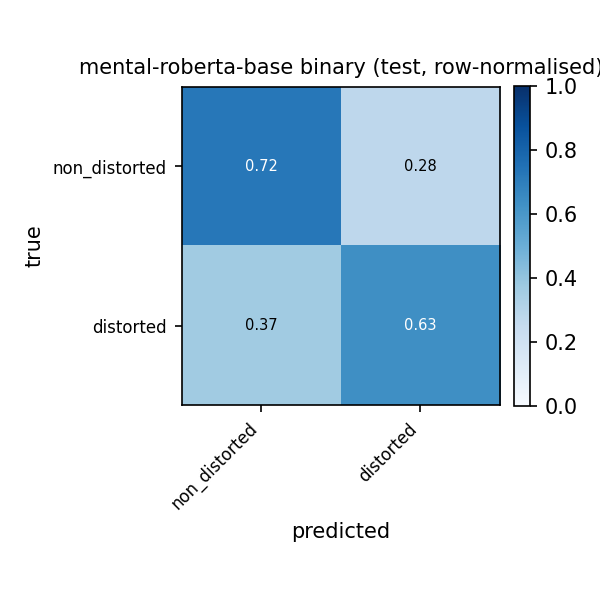 mental-roberta-base binary (test, row-normalised)
1.0
0.8
0.6
0.4
0.2
0.0
true
non_distorted
0.72
0.28
distorted
0.37
0.63
non_distorted
distorted
predicted